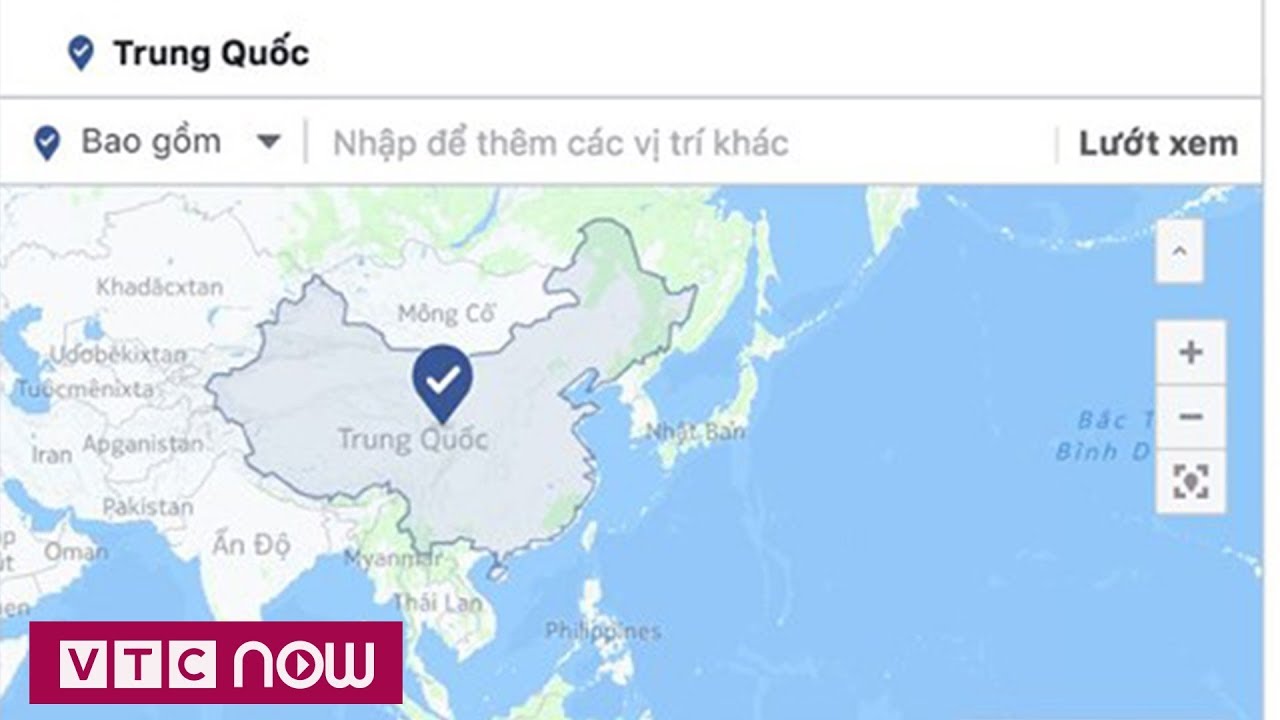 Trung Quốc
Bao gồm
Nhập để thêm các vị trí khác
Lướt xem
Khadăcxtan
Mông Cổ
Udơbêkixtan
Tuốcmênixta
Trung Quốc
Nhật Bản
Bắc T
Bình D
Iran
Apganistan
Pakistan
Ấn Độ
Oman
Myanmar
Thái Lan
Philippines
VTC NOW